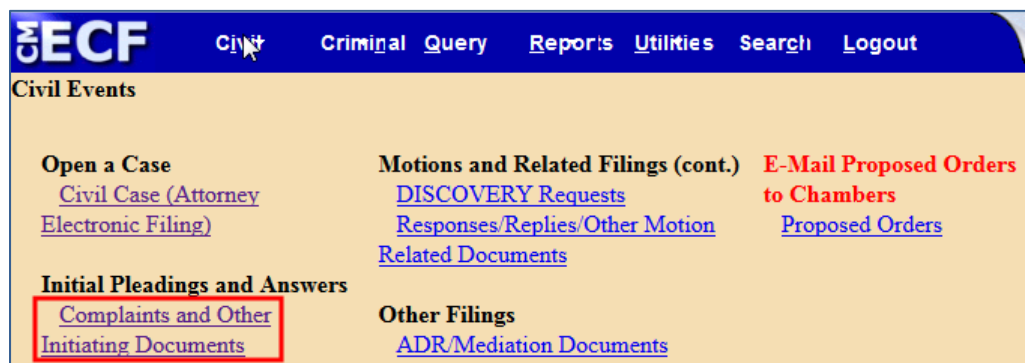 CM ECF Civil Criminal Query Reports Utilities Search Logout
Civil Events
Open a Case
Civil Case (Attorney
Electronic Filing)
Initial Pleadings and Answers
Complaints and Other
Initiating Documents
Motions and Related Filings (cont.)
DISCOVERY Requests
Responses/Replies/Other Motion
Related Documents
Other Filings
ADR/Mediation Documents
E-Mail Proposed Orders
to Chambers
Proposed Orders